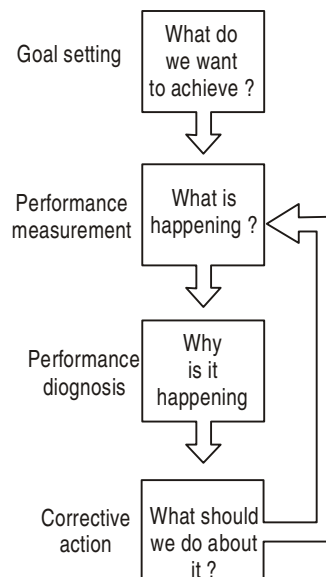 Goal setting
What do
we want
to achieve ?
Performance
measurement
What is
happening ?
Performance
diognosis
Why
is it
happening
Corrective
action
What should
we do about
it ?